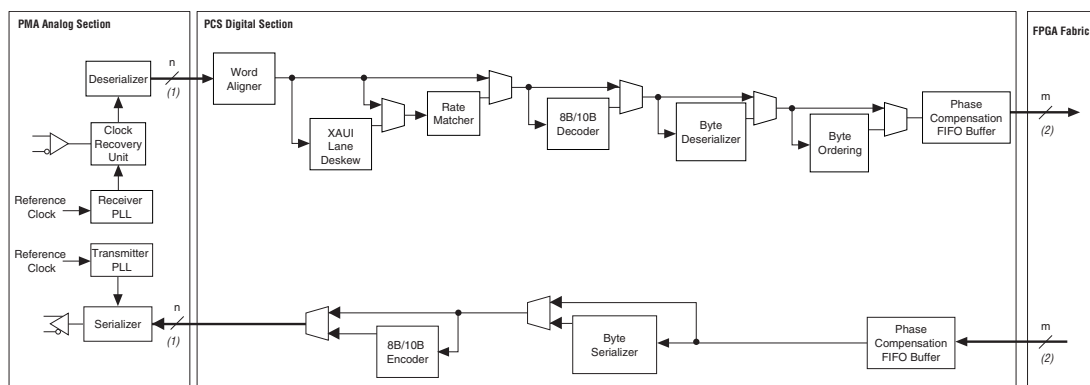 PMA Analog Section
PCS Digital Section
FPGA Fabric
Deserializer
n
(1)
Word
Aligner
Clock
Recovery
Unit
XAUI
Lane
Deskew
Rate
Matcher
8B/10B
Decoder
Byte
Deserializer
Byte
Ordering
Phase
Compensation
FIFO Buffer
m
(2)
Reference
Clock
Receiver
PLL
Reference
Clock
Transmitter
PLL
Serializer
n
(1)
8B/10B
Encoder
Byte
Serializer
Phase
Compensation
FIFO Buffer
m
(2)